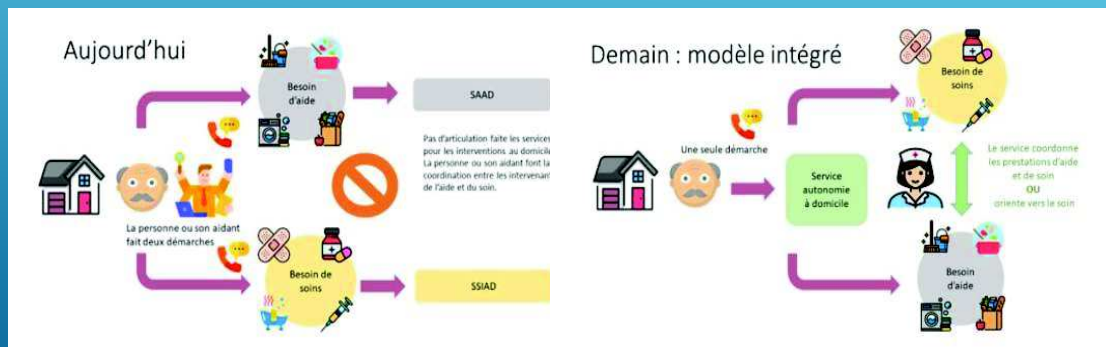 Aujourd'hui
Besoin
d'aide
SAAD
Pas d'articulation faite les services
pour les interventions au domicile
La personne ou son aidant font la
coordination entre les intervenant
de l'aide et du soin.
La personne ou son aidant
fait deux démarches
Besoin de
soins
SSIAD
Demain : modèle intégré
Besoin de
soins
Une seule démarche
Service
autonomie
à domicile
Le service coordonne
les prestations d'aide
et de soin
OU
oriente vers le soin
Besoin
d'aide